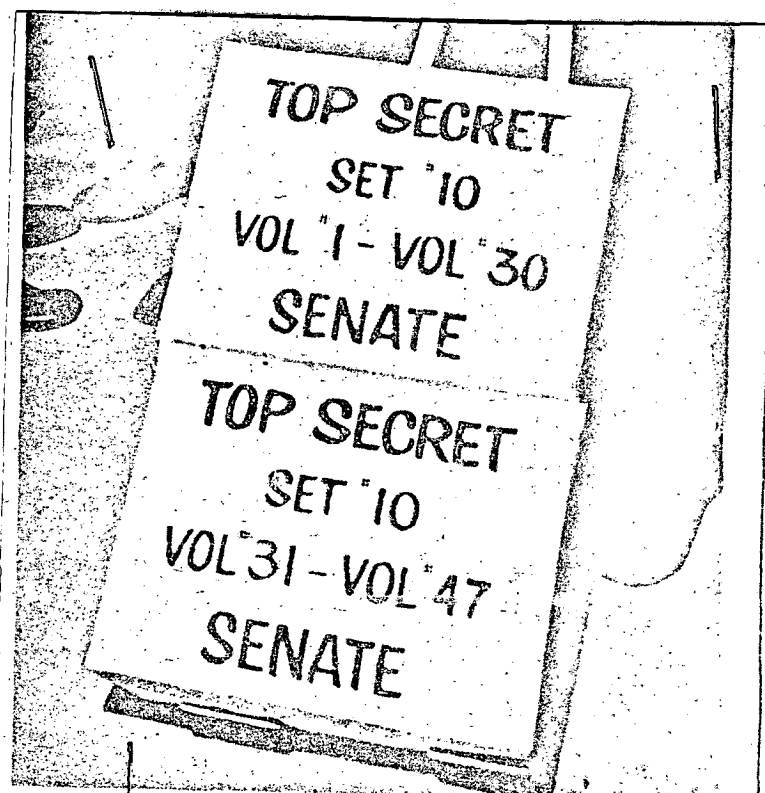 TOP SECRET
SET #10
VOL #1 - VOL #30
SENATE
TOP SECRET
SET #10
VOL #31 - VOL #47
SENATE